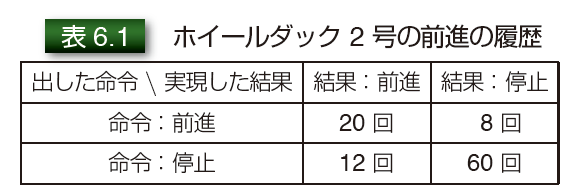 表 6.1 ホイールダック 2 号の前進の履歴
出した命令 \ 実現した結果 結果：前進 結果：停止
命令：前進 20 回 8 回
命令：停止 12 回 60 回